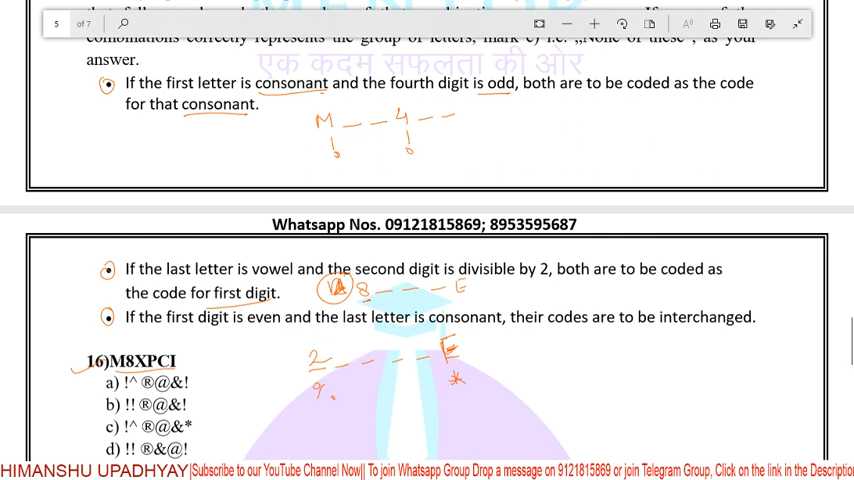 5 of 7
combinations correctly represents the group of letters, mark e) i.e. „None of these", as your
answer.
एक कदम सफलता की ओर
If the first letter is consonant and the fourth digit is odd, both are to be coded as the code
for that consonant.
M _ _ 4 _ _
Whatsapp Nos. 09121815869; 8953595687
If the last letter is vowel and the second digit is divisible by 2, both are to be coded as
the code for first digit.
8 _ _ _ E
If the first digit is even and the last letter is consonant, their codes are to be interchanged.
2 _ _ _ _ E
*
16)M8XPCI
a) !^ ®@&!
b) !! ®@&!
c) !^ ®@&*
d) !! ®&@!
HIMANSHU UPADHYAY|Subscribe to our YouTube Channel Now|| To join Whatsapp Group Drop a message on 9121815869 or join Telegram Group, Click on the link in the Descriptio